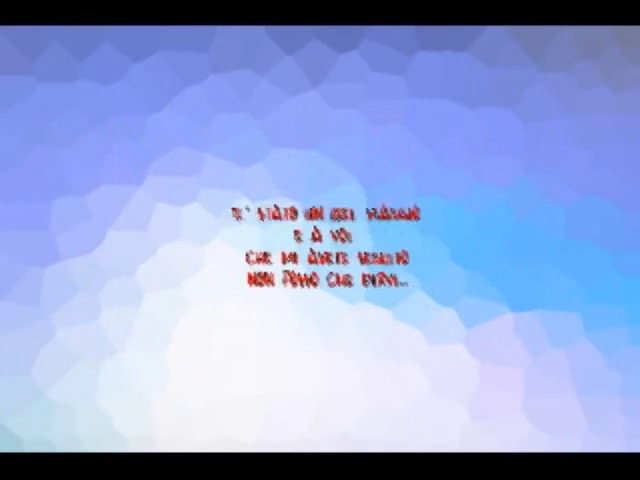 E' STATO UN BEL VIAGGIO
E A VOI
CHE MI AVETE SEGUITO
NON POSSO CHE DIRVI...